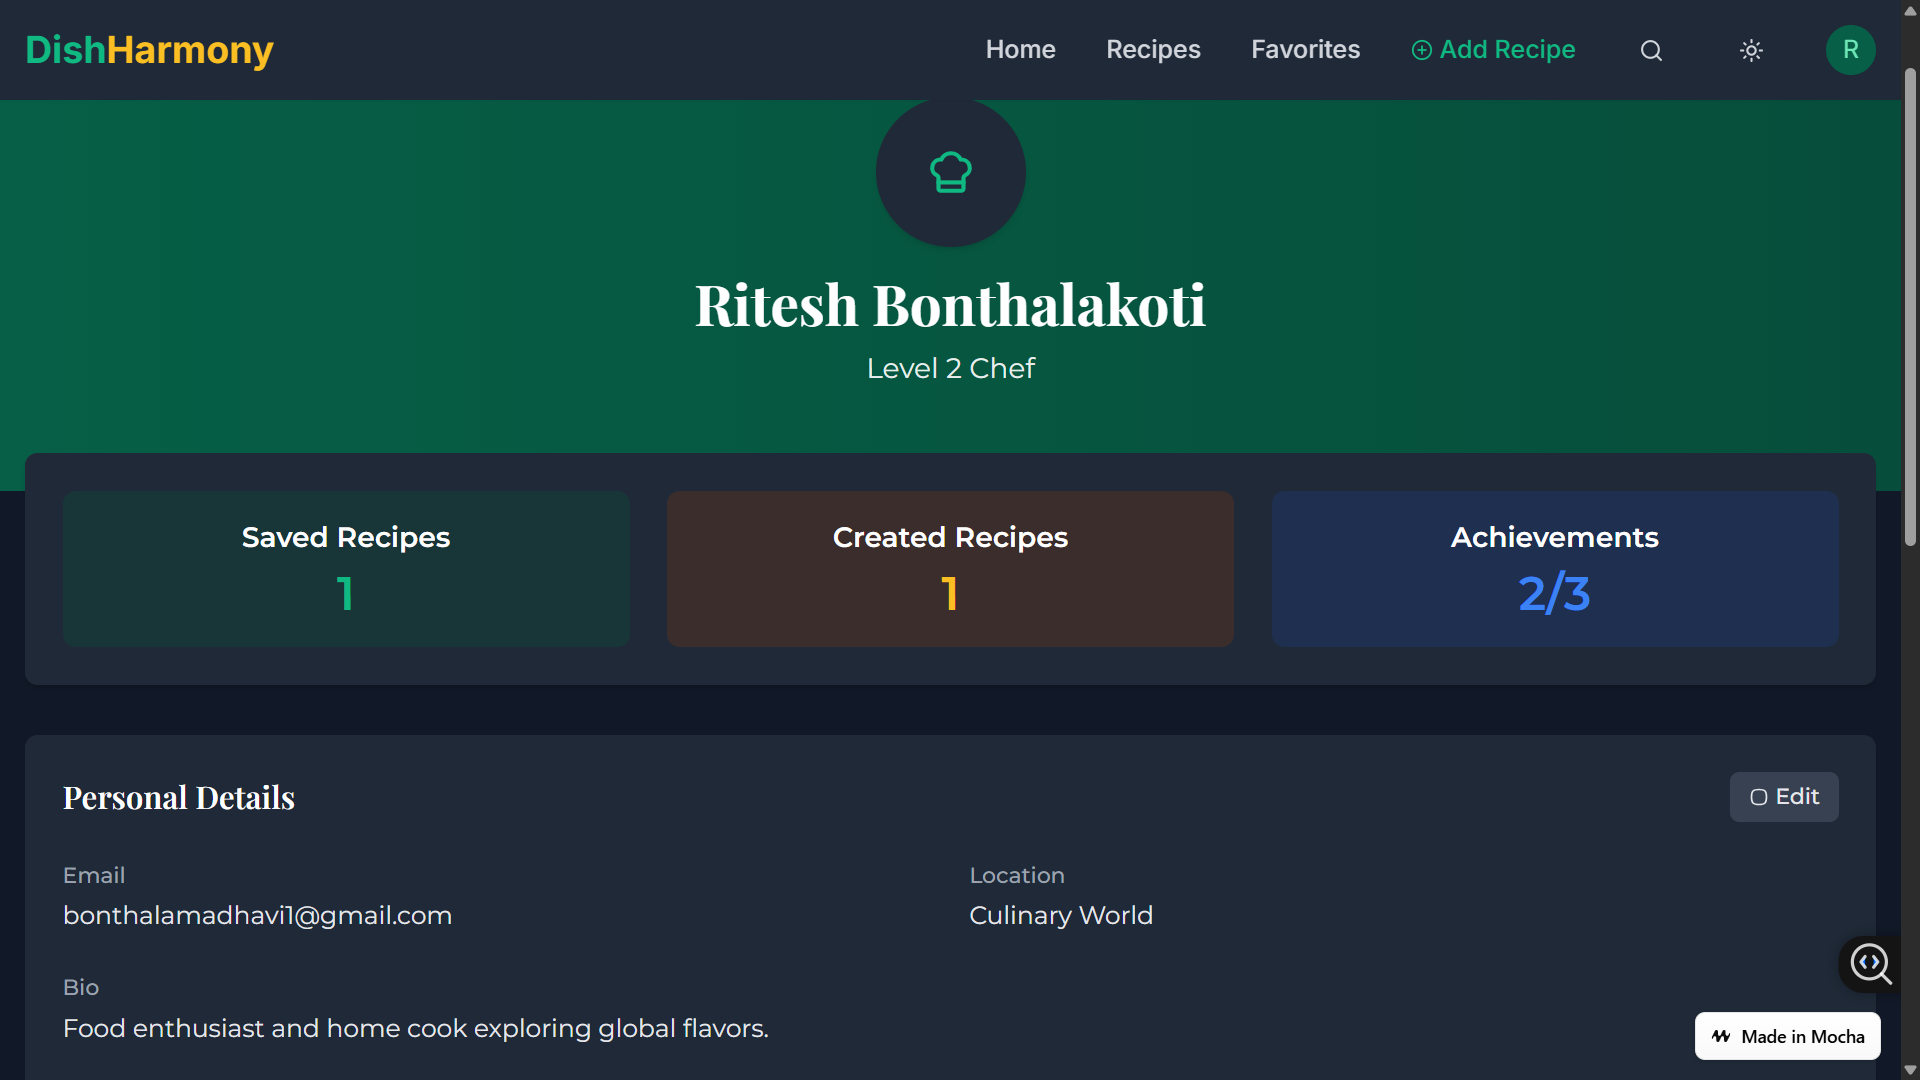 DishHarmony
Home Recipes Favorites Add Recipe R
Ritesh Bonthalakoti
Level 2 Chef
Saved Recipes
1
Created Recipes
1
Achievements
2/3
Personal Details
Edit
Email
bonthalamadhavi1@gmail.com
Location
Culinary World
Bio
Food enthusiast and home cook exploring global flavors.
Made in Mocha